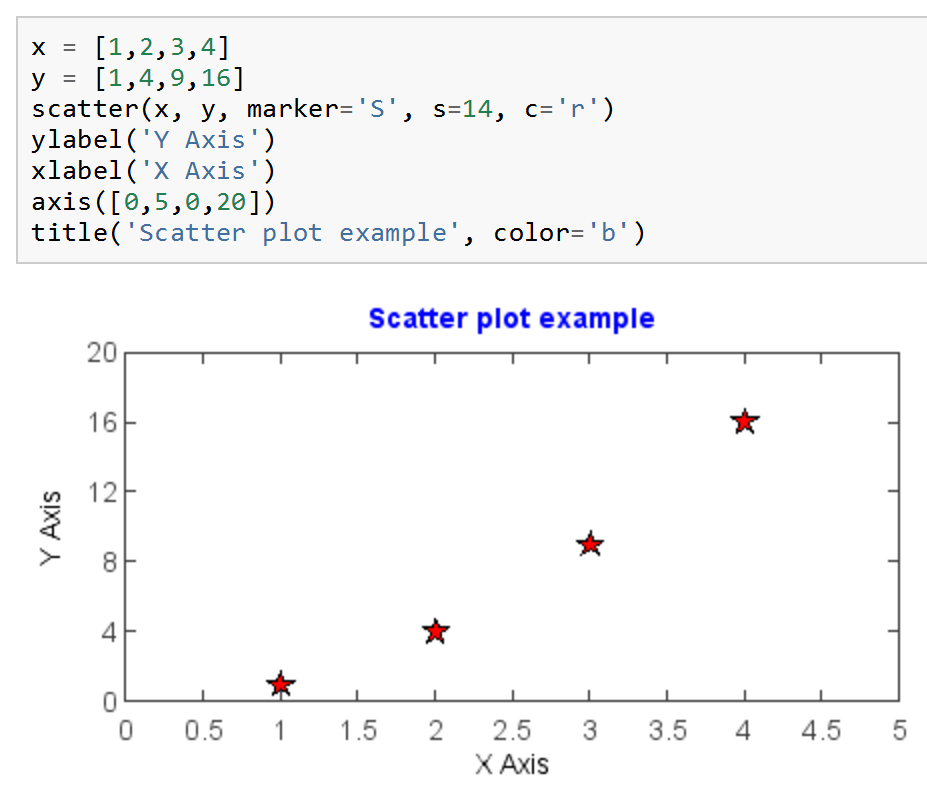 x = [1,2,3,4]
y = [1,4,9,16]
scatter(x, y, marker='S', s=14, c='r')
ylabel('Y Axis')
xlabel('X Axis')
axis([0,5,0,20])
title('Scatter plot example', color='b')
Scatter plot example
20
16
12
8
4
0
Y Axis
0 0.5 1 1.5 2 2.5 3 3.5 4 4.5 5
X Axis